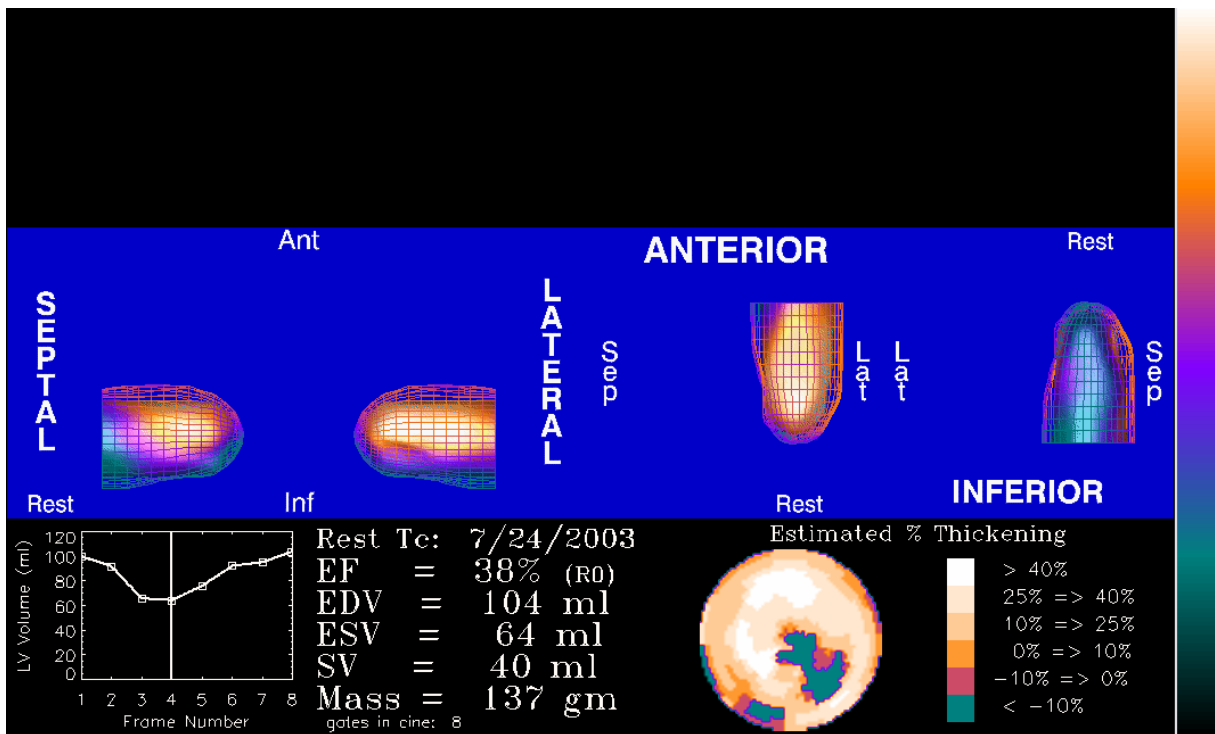 Ant
ANTERIOR
Rest
SEPTAL
LATERAL
Sep
Lat
Lat
Sep
Rest
Inf
Rest
INFERIOR
LV Volume (ml)
120
100
80
60
40
20
0
1 2 3 4 5 6 7 8
Frame Number
Rest Tc: 7/24/2003
EF = 38% (R0)
EDV = 104 ml
ESV = 64 ml
SV = 40 ml
Mass = 137 gm
gates in cine: 8
Estimated % Thickening
> 40%
25% => 40%
10% => 25%
0% => 10%
-10% => 0%
< -10%